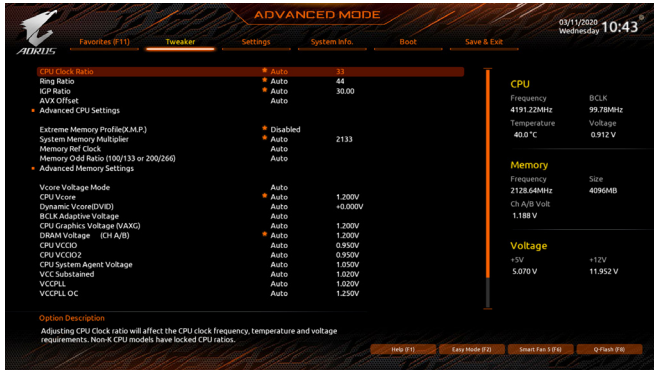 ADVANCED MODE
03/11/2020 Wednesday 10:43
AORUS
Favorites (F11) Tweaker Settings System Info. Boot Save & Exit
CPU Clock Ratio Auto 33
Ring Ratio Auto 44
IGP Ratio Auto 30.00
AVX Offset Auto
Advanced CPU Settings
Extreme Memory Profile(X.M.P.) Disabled
System Memory Multiplier Auto 2133
Memory Ref Clock Auto
Memory Odd Ratio (100/133 or 200/266) Auto
Advanced Memory Settings
Vcore Voltage Mode Auto
CPU Vcore Auto 1.200V
Dynamic Vcore(DVID) Auto +0.000V
BCLK Adaptive Voltage Auto
CPU Graphics Voltage (VAXG) Auto 1.200V
DRAM Voltage (CH A/B) Auto 1.200V
CPU VCCIO Auto 0.950V
CPU VCCIO2 Auto 0.950V
CPU System Agent Voltage Auto 1.050V
VCC Substained Auto 1.020V
VCCPLL Auto 1.020V
VCCPLL OC Auto 1.250V
CPU
Frequency BCLK
4191.22MHz 99.78MHz
Temperature Voltage
40.0 °C 0.912 V
Memory
Frequency Size
2128.64MHz 4096MB
Ch A/B Volt
1.188 V
Voltage
+5V +12V
5.070 V 11.952 V
Option Description
Adjusting CPU Clock ratio will affect the CPU clock frequency, temperature and voltage
requirements. Non-K CPU models have locked CPU ratios.
Help (F1) Easy Mode (F2) Smart Fan 5 (F6) Q-Flash (F8)